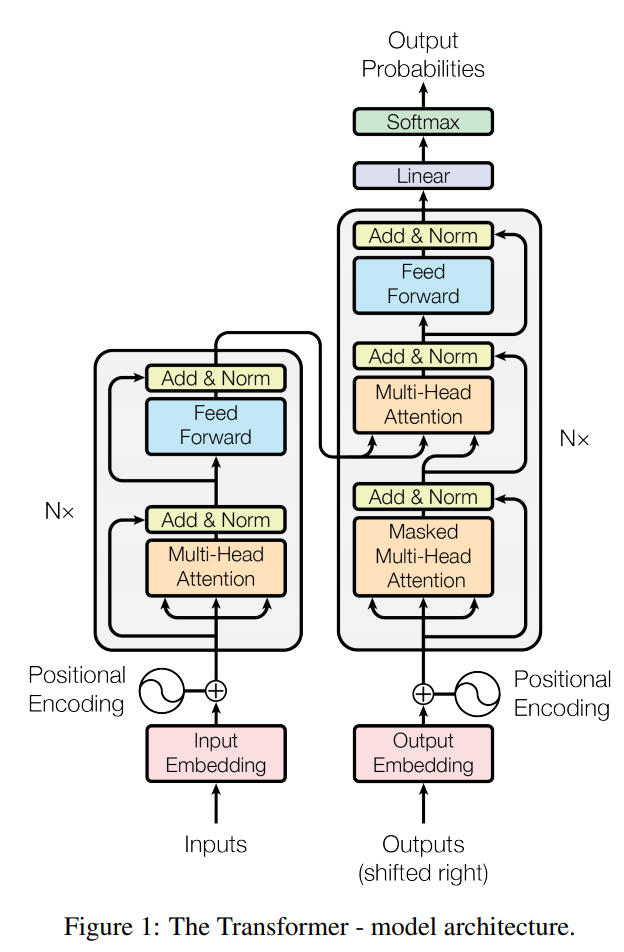 Output
Probabilities
Softmax
Linear
Add & Norm
Feed
Forward
Add & Norm
Multi-Head
Attention
Add & Norm
Masked
Multi-Head
Attention
N×
Add & Norm
Feed
Forward
Add & Norm
Multi-Head
Attention
N×
Positional
Encoding
Positional
Encoding
Input
Embedding
Output
Embedding
Inputs
Outputs
(shifted right)
Figure 1: The Transformer - model architecture.